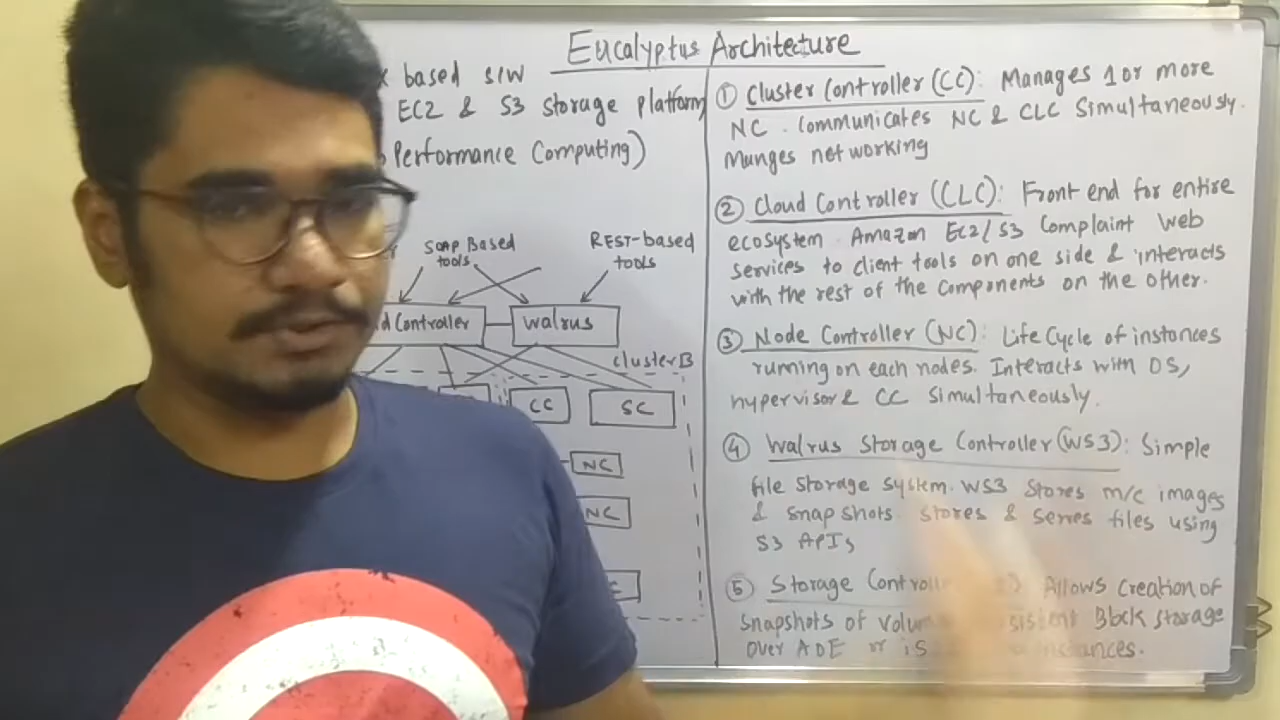 Eucalyptus Architecture
based s/w
EC2 & S3 storage platform
Performance Computing)
SOAP Based
tools
REST-based
tools
d Controller
Walrus
cluster B
CC
SC
NC
NC
① Cluster Controller (CC): Manages 1 or more
NC. Communicates NC & CLC Simultaneously.
Munges networking
② Cloud Controller (CLC): Front end for entire
ecosystem. Amazon EC2/S3 Complaint Web
services to client tools on one side & interacts
with the rest of the components on the other.
③ Node Controller (NC): Life Cycle of instances
running on each nodes. Interacts with OS,
hypervisor & CC Simultaneously.
④ Walrus Storage Controller (WS3): Simple
file storage system. WS3 Stores m/c images
& snapshots. Stores & serves files using
S3 APIs
⑤ Storage Allows creation of
snapshots of Block storage
over AOE or instances.